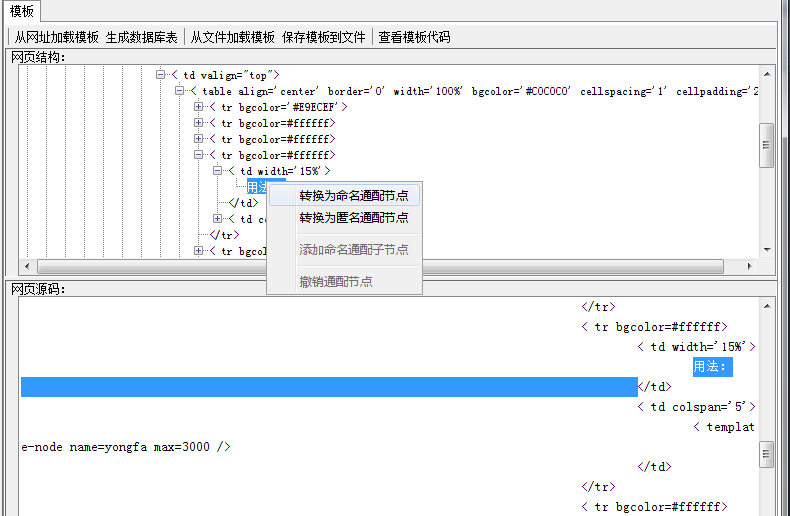 模板
从网址加载模板 生成数据库表 从文件加载模板 保存模板到文件 查看模板代码
网页结构:
< td valign="top">
< table align='center' border='0' width='100%' bgcolor='#C0C0C0' cellspacing='1' cellpadding='2
< tr bgcolor='#E9ECEF'>
< tr bgcolor=#ffffff>
< tr bgcolor=#ffffff>
< tr bgcolor=#ffffff>
< td width='15%'>
用法
转换为命名通配节点
</td>
转换为匿名通配节点
< td co
</tr>
添加命名通配子节点
< tr bgco
撤销通配节点
网页源码:
</tr>
< tr bgcolor=#ffffff>
< td width='15%'>
用法:
</td>
< td colspan='5'>
< templat
e-node name=yongfa max=3000 />
</td>
</tr>
< tr bgcolor=#ffffff>